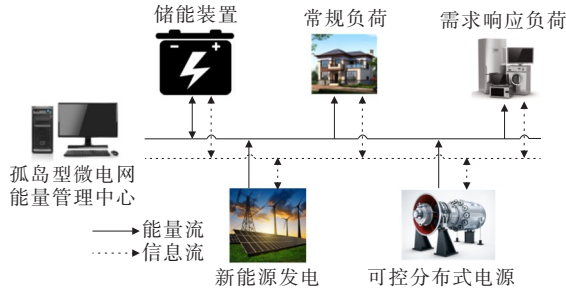 储能装置
常规负荷
需求响应负荷
孤岛型微电网
能量管理中心
能量流
信息流
新能源发电
可控分布式电源